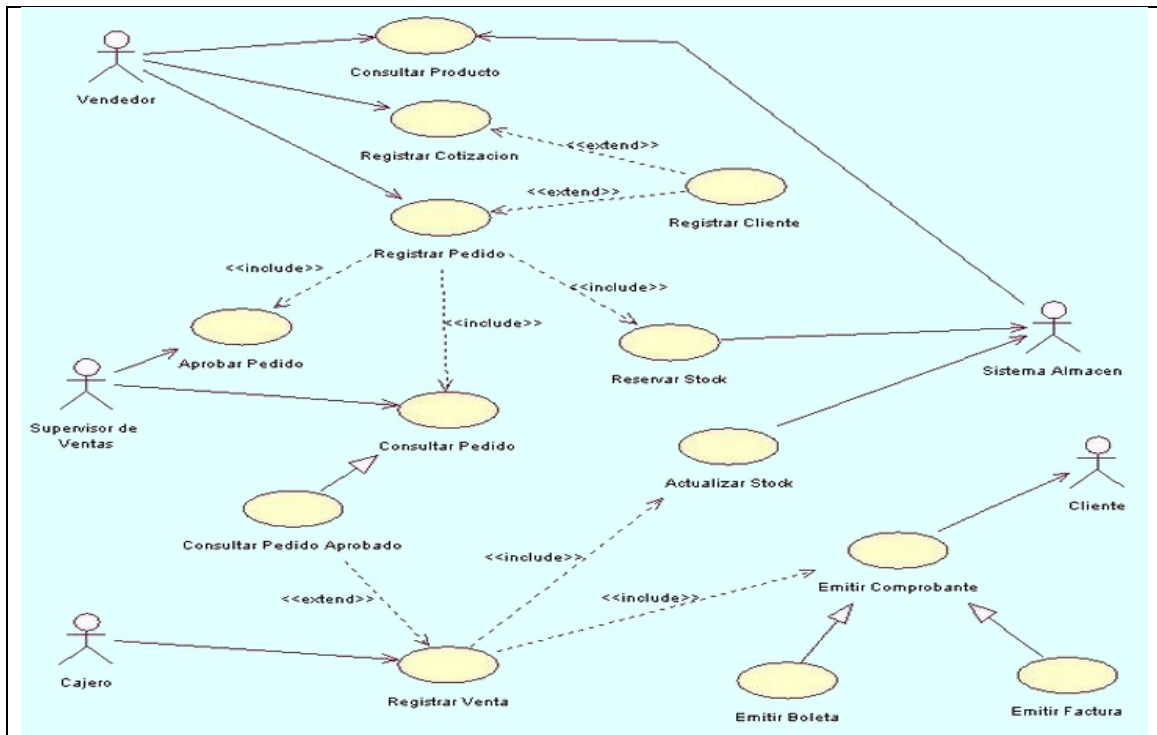 Consultar Producto
Vendedor
Registrar Cotizacion
<<extend>>
<<extend>>
Registrar Cliente
Registrar Pedido
<<include>>
<<include>>
<<include>>
Aprobar Pedido
Reservar Stock
Sistema Almacen
Supervisor de
Ventas
Consultar Pedido
Actualizar Stock
Cliente
Consultar Pedido Aprobado
<<include>>
Emitir Comprobante
<<extend>>
<<include>>
Cajero
Registrar Venta
Emitir Boleta
Emitir Factura